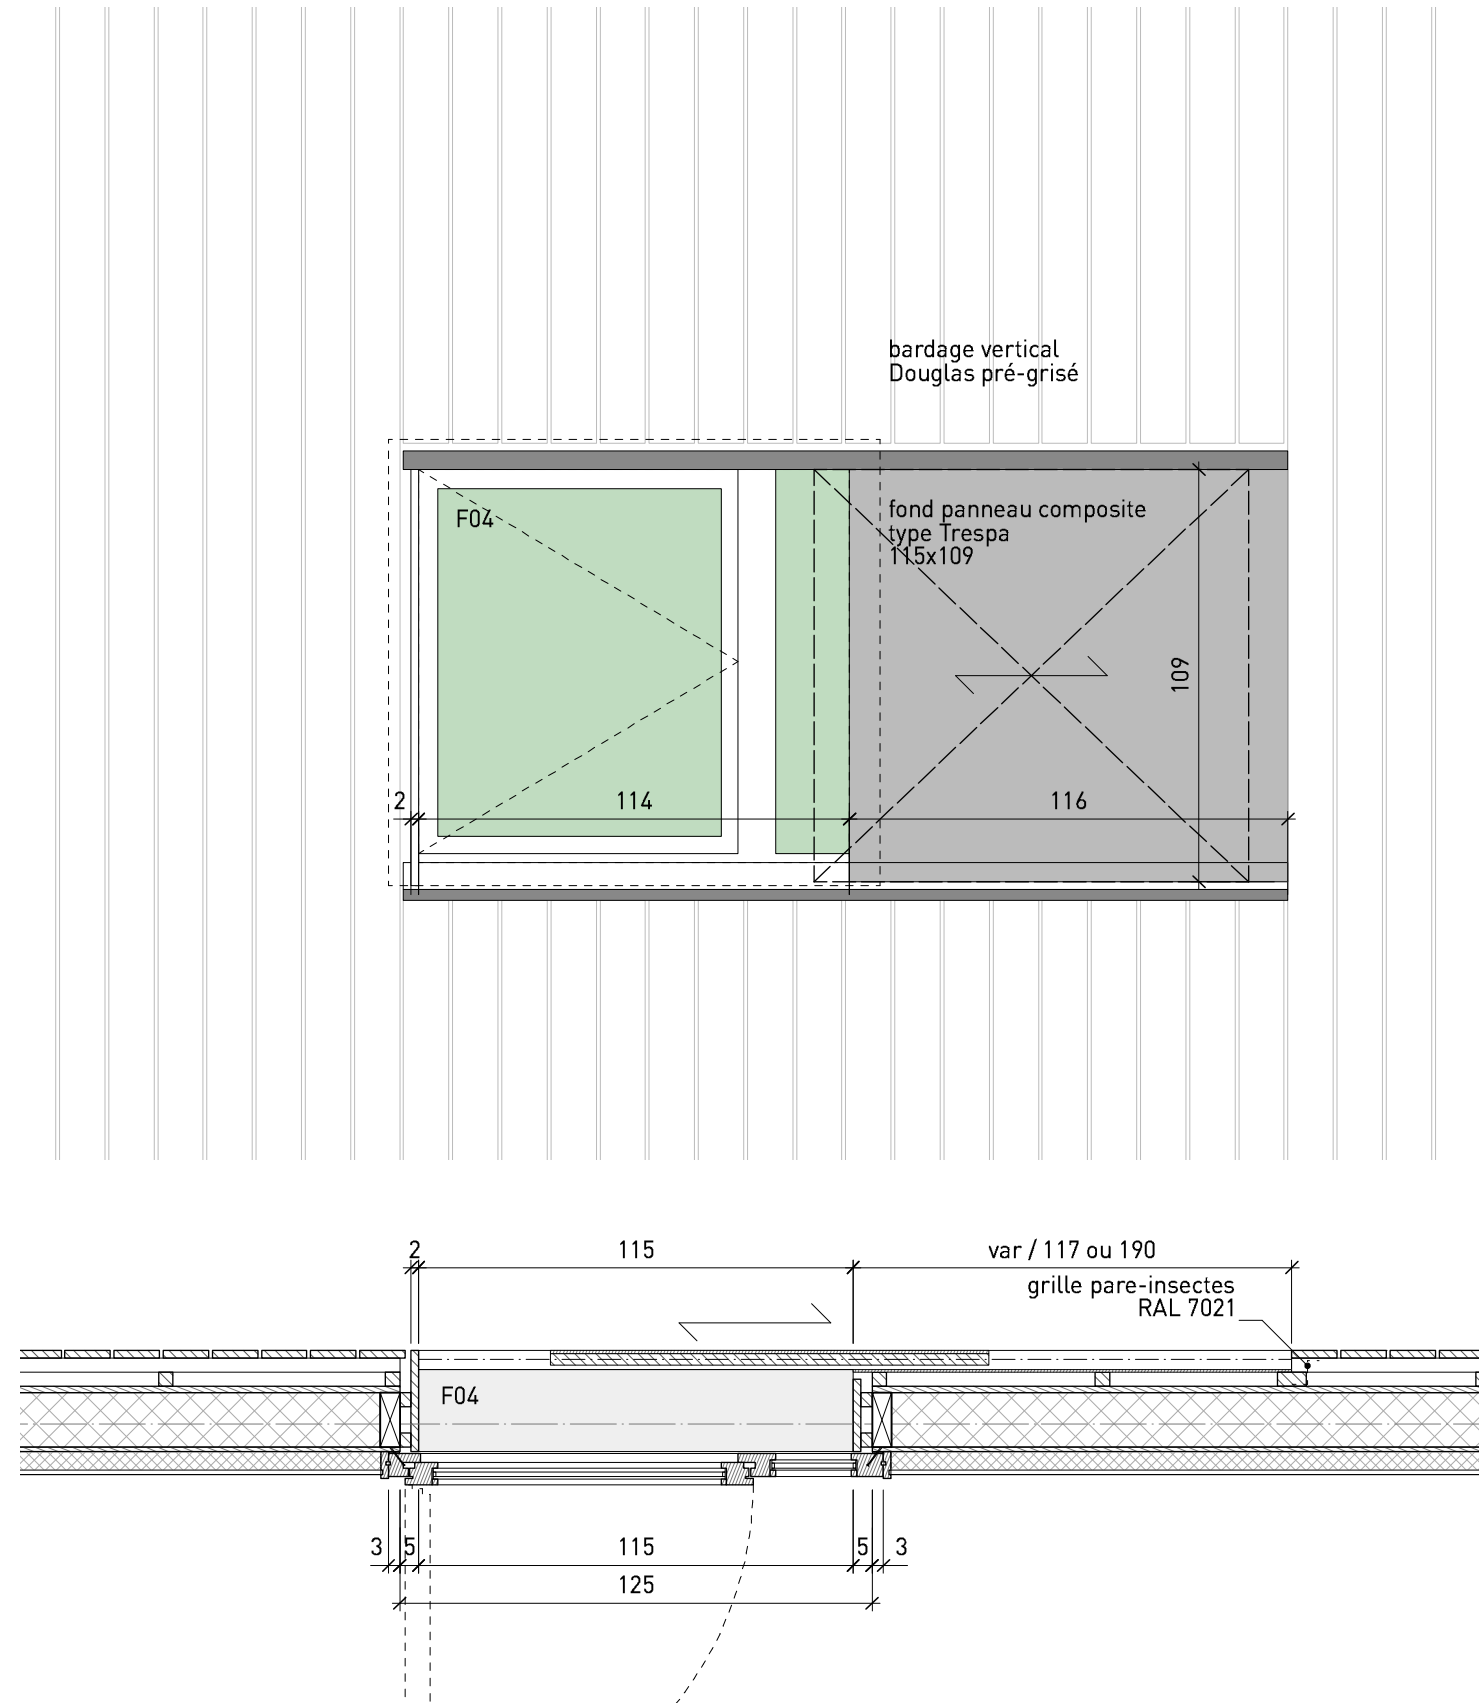 bardage vertical
Douglas pré-grisé
F04
fond panneau composite
type Trespa
115x109
109
2
114
116
2
115
var / 117 ou 190
grille pare-insectes
RAL 7021
F04
3
5
115
5
3
125